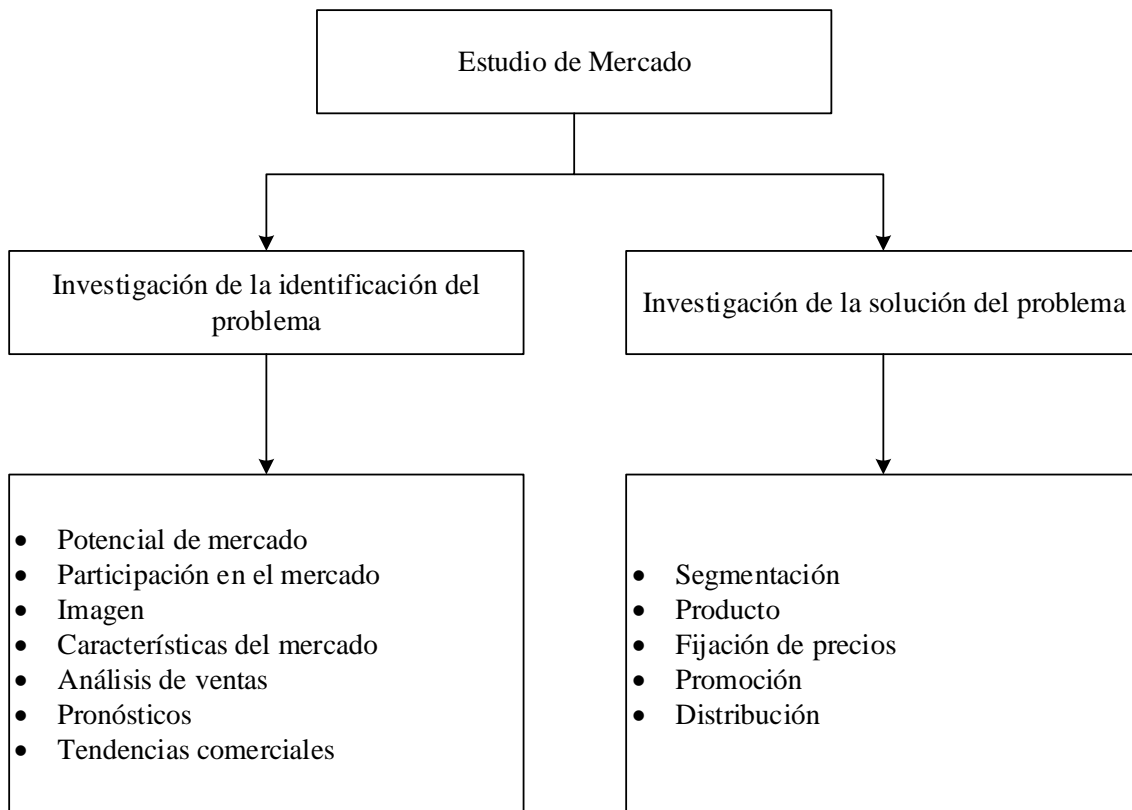 Estudio de Mercado
Investigación de la identificación del
problema
Investigación de la solución del problema
• Potencial de mercado
• Participación en el mercado
• Imagen
• Característícas del mercado
• Análisis de ventas
• Pronósticos
• Tendencias comerciales
• Segmentación
• Producto
• Fijación de precios
• Promoción
• Distribución